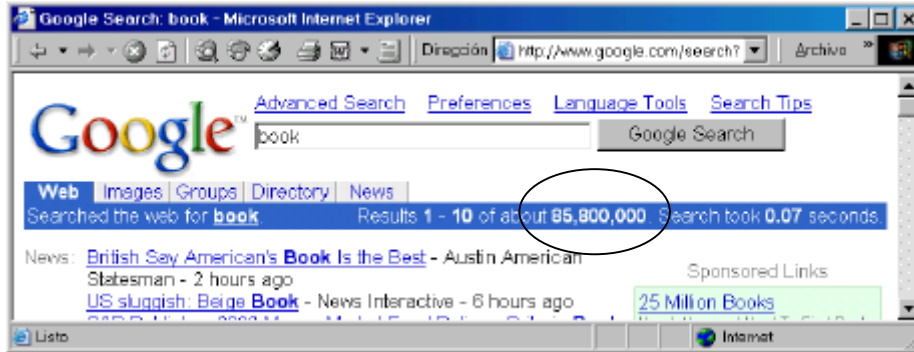 Google Search: book - Microsoft Internet Explorer
Dirección http://www.google.com/search? Archivo »
Advanced Search Preferences Language Tools Search Tips
Google™ book Google Search
Web Images Groups Directory News
Searched the web for book. Results 1 - 10 of about 85,800,000. Search took 0.07 seconds.
News: British Say American's Book Is the Best - Austin American
Statesman - 2 hours ago
Sponsored Links
US sluggish: Beige Book - News Interactive - 6 hours ago
25 Million Books
Listo Internet